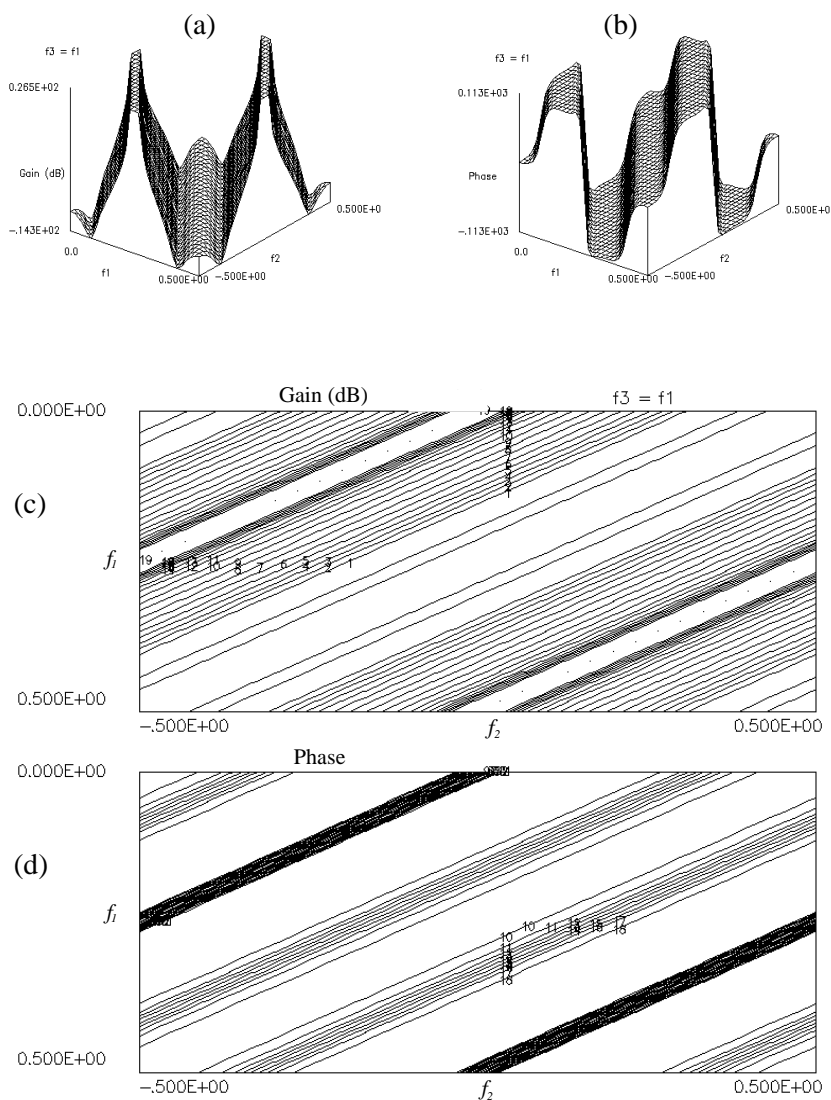 (a)
f3 = f1
0.265E+02
Gain (dB)
-.143E+02
0.0
f1
0.500E+00
-.500E+00
f2
0.500E+0
(b)
f3 = f1
0.113E+03
Phase
-.113E+03
0.0
f1
0.500E+00
-.500E+00
f2
0.500E+0
Gain (dB)
f3 = f1
0.000E+00
(c)
f1
19
11
9
8
7
6
5
4
3
2
1
0.500E+00
-.500E+00
f2
0.500E+00
Phase
0.000E+00
(d)
f1
10
11
17
18
10
11
18
0.500E+00
-.500E+00
f2
0.500E+00